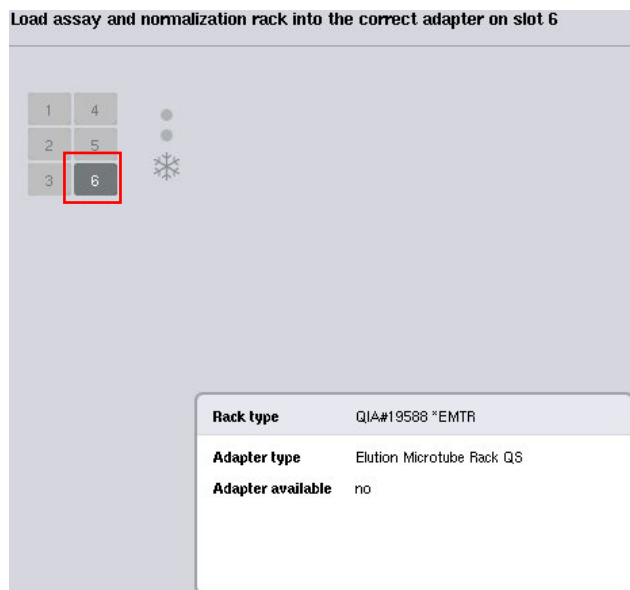 Load assay and normalization rack into the correct adapter on slot 6
1 4
2 5
3 6
Rack type QIA#19588 *EMTR
Adapter type Elution Microtube Rack QS
Adapter available no